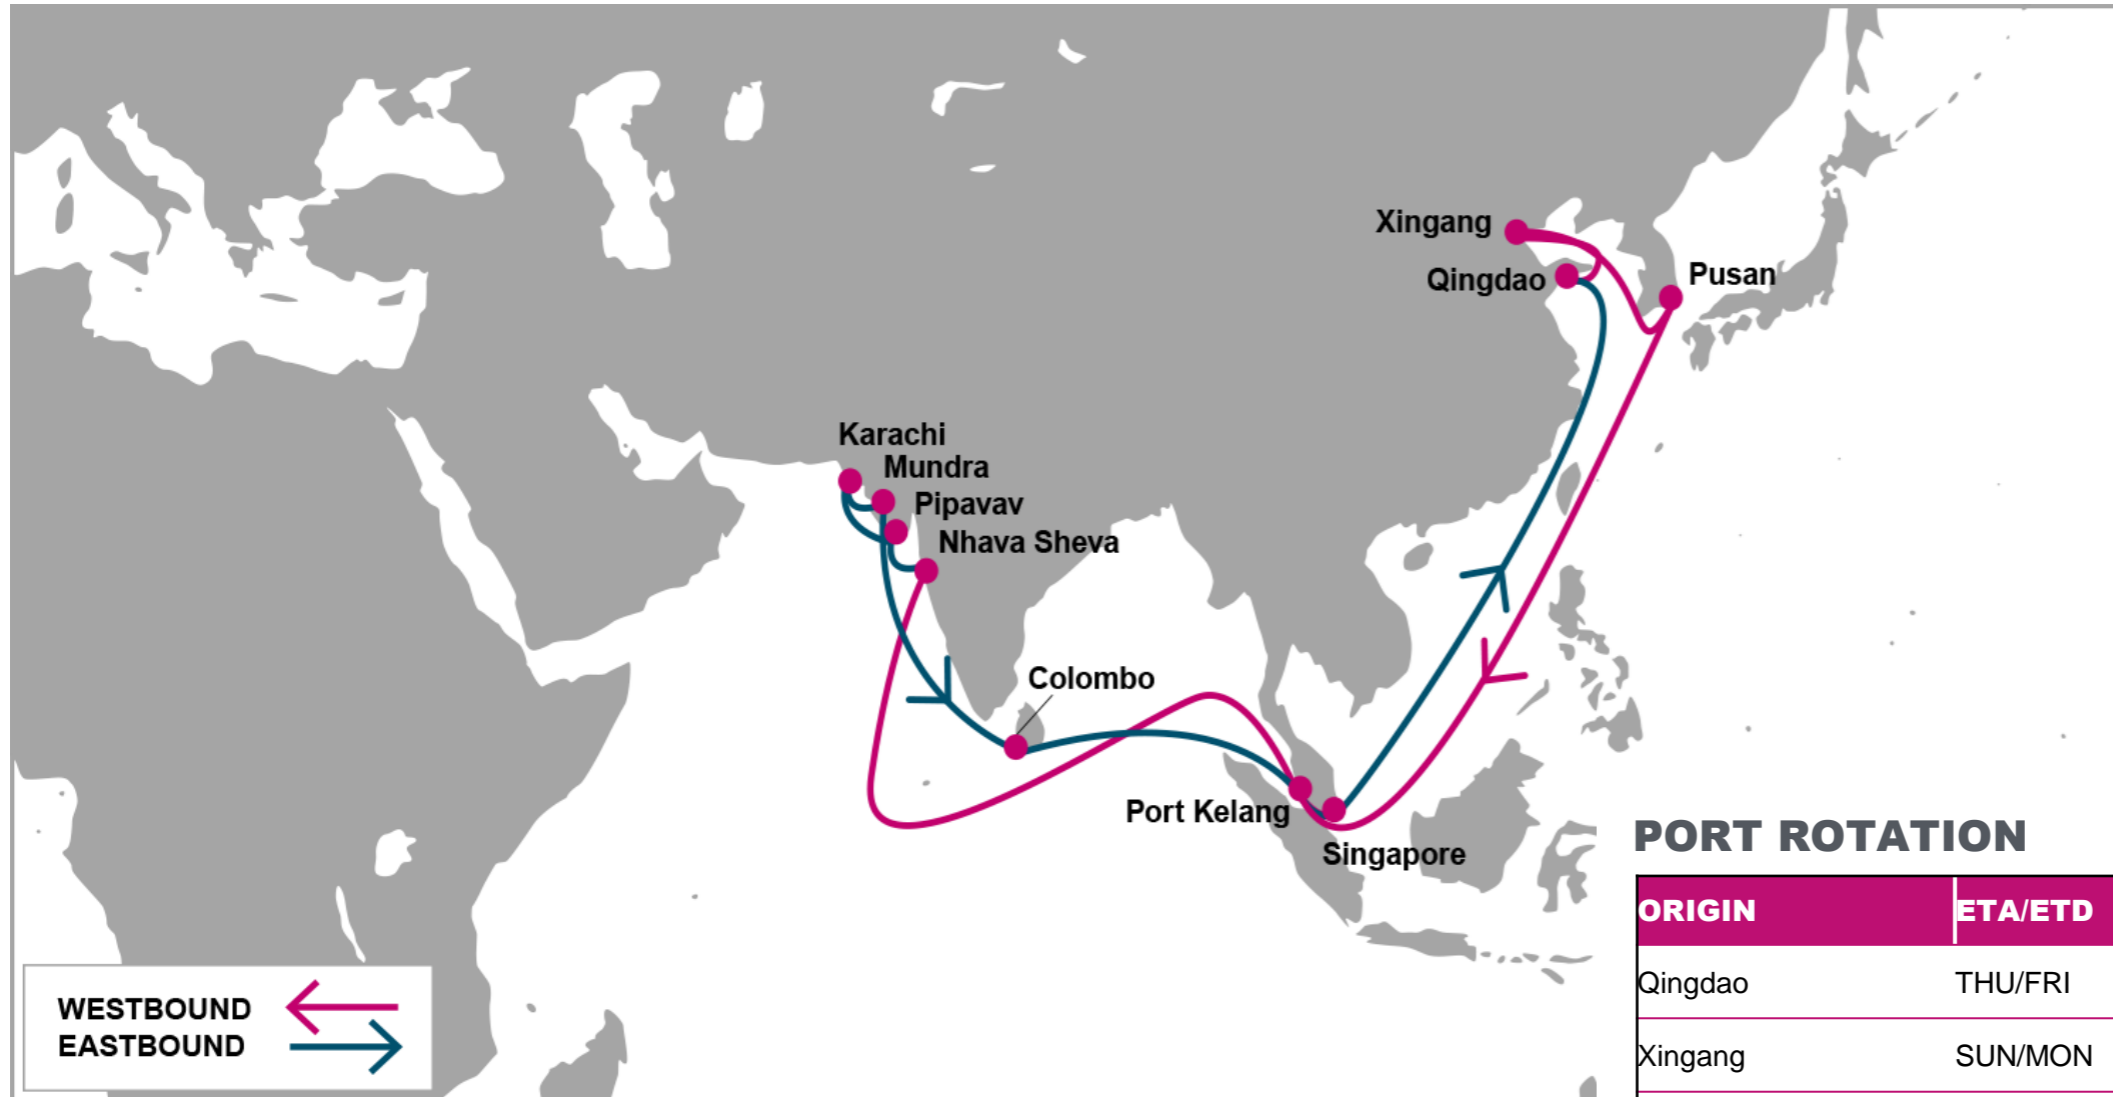 Xingang
Qingdao
Pusan
Karachi
Mundra
Pipavav
Nhava Sheva
Colombo
Port Kelang
Singapore
WESTBOUND
EASTBOUND
PORT ROTATION
ORIGIN ETA/ETD
Qingdao THU/FRI
Xingang SUN/MON